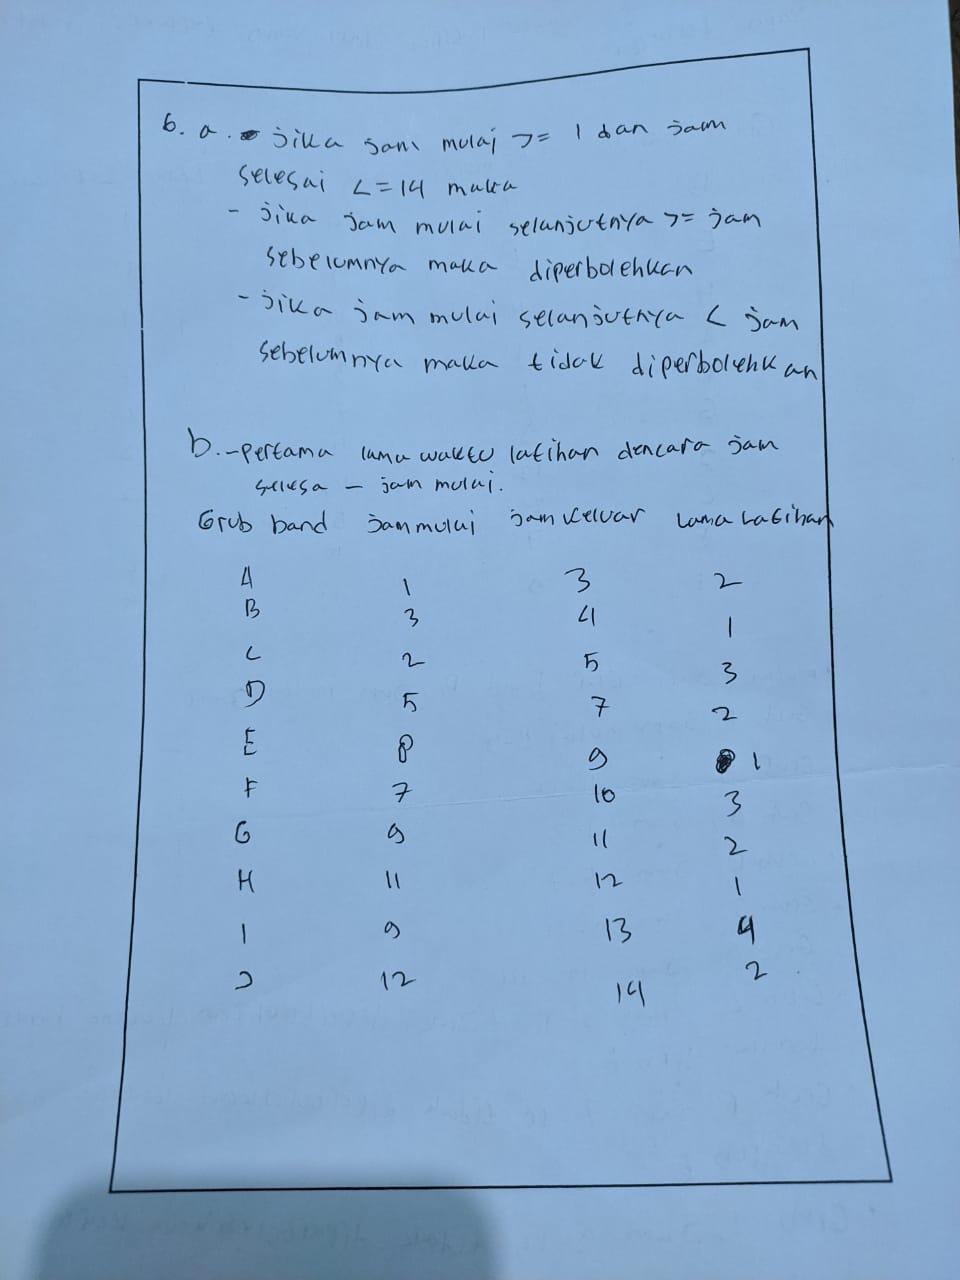 6. a. jika jam mulai >= 1 dan jam
selesai <= 14 maka
- jika jam mulai selanjutnya >= jam
sebelumnya maka diperbolehkan
- jika jam mulai selanjutnya < jam
sebelumnya maka tidak diperbolehkan
b. - pertama lama waktu latihan dencara jam
selesa - jam mulai.
Grub band jam mulai jam keluar Lama Latihan
A 1 3 2
B 3 4 1
C 2 5 3
D 5 7 2
E 8 9 1
F 7 10 3
G 9 11 2
H 11 12 1
I 9 13 4
J 12 14 2